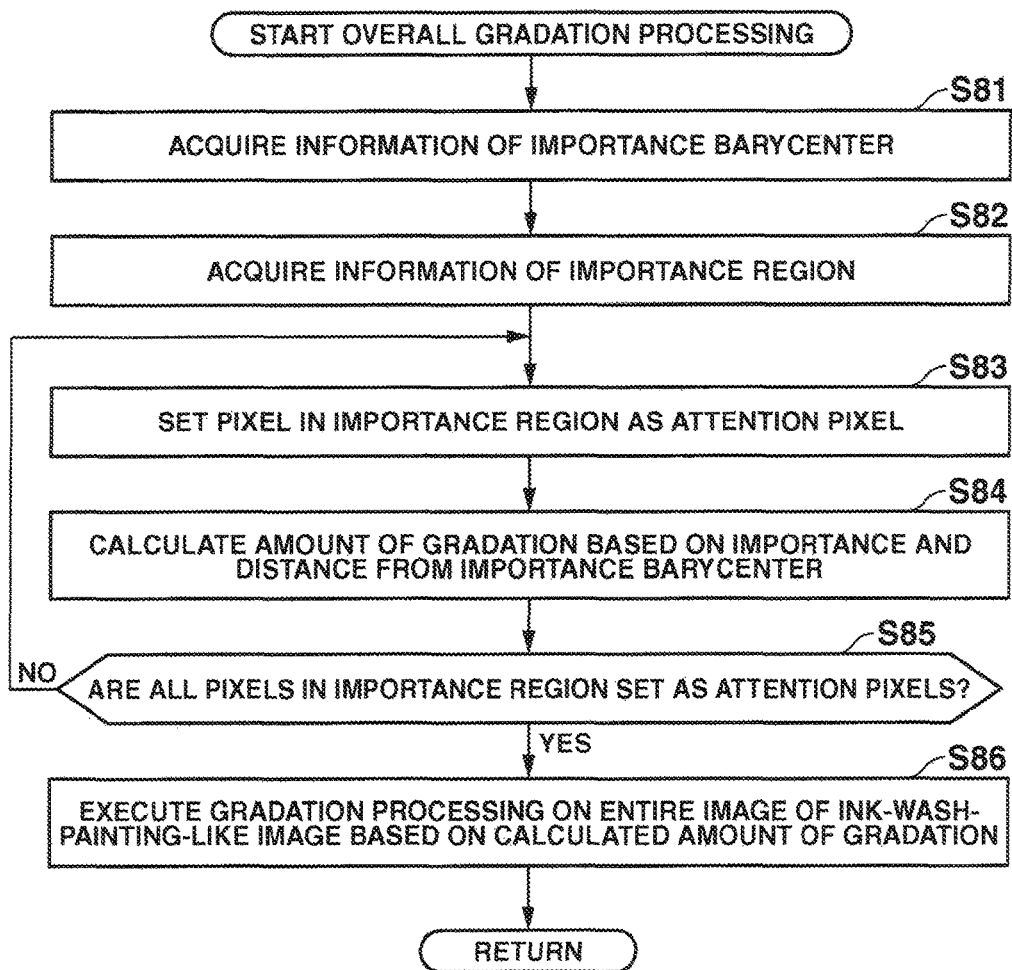 START OVERALL GRADATION PROCESSING
S81
ACQUIRE INFORMATION OF IMPORTANCE BARYCENTER
S82
ACQUIRE INFORMATION OF IMPORTANCE REGION
S83
SET PIXEL IN IMPORTANCE REGION AS ATTENTION PIXEL
S84
CALCULATE AMOUNT OF GRADATION BASED ON IMPORTANCE AND
DISTANCE FROM IMPORTANCE BARYCENTER
S85
NO
ARE ALL PIXELS IN IMPORTANCE REGION SET AS ATTENTION PIXELS?
YES
S86
EXECUTE GRADATION PROCESSING ON ENTIRE IMAGE OF INK-WASH-
PAINTING-LIKE IMAGE BASED ON CALCULATED AMOUNT OF GRADATION
RETURN